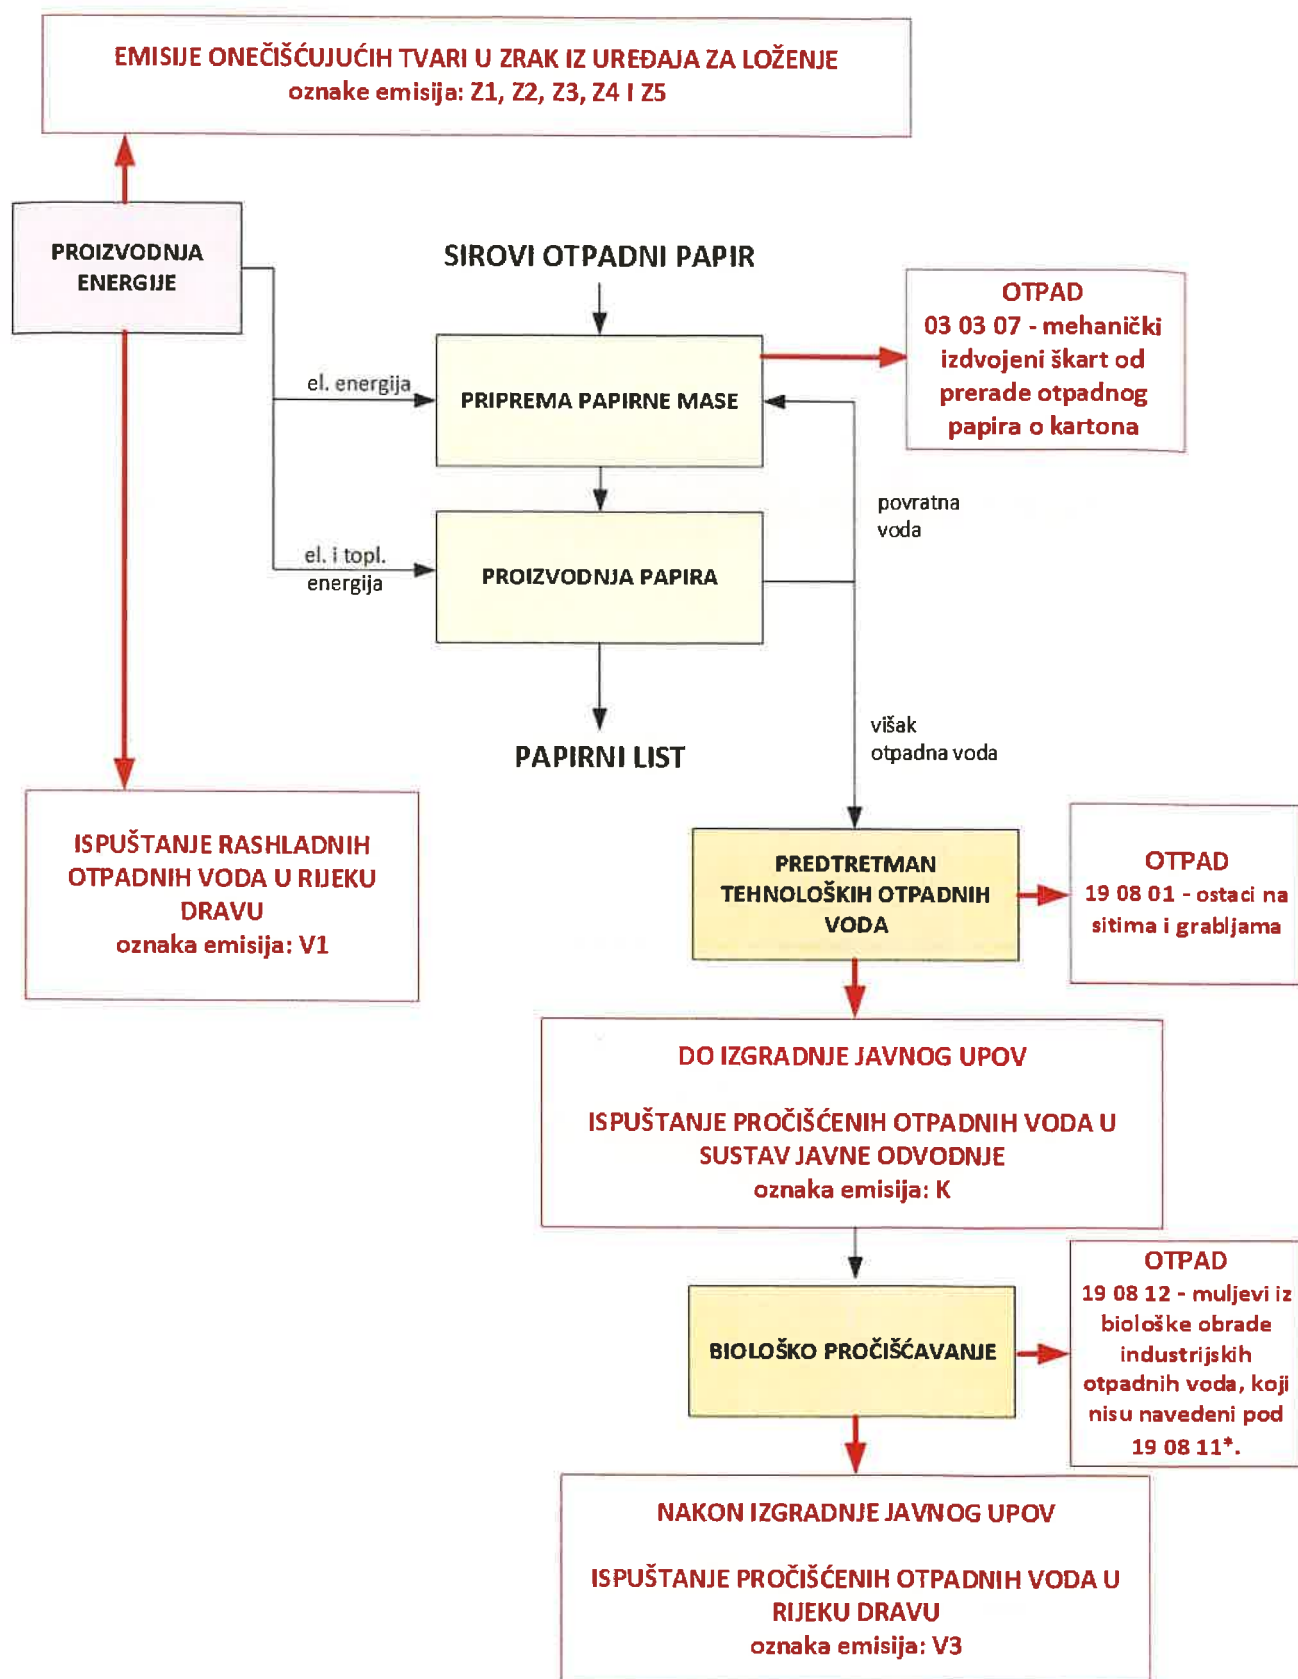 EMISIJE ONEČIŠĆUJUĆIH TVARI U ZRAK IZ UREĐAJA ZA LOŽENJE
oznake emisija: Z1, Z2, Z3, Z4 I Z5
PROIZVODNJA
ENERGIJE
SIROVI OTPADNI PAPIR
OTPAD
03 03 07 - mehanički
izdvojeni škart od
prerade otpadnog
papira o kartona
el. energija
PRIPREMA PAPIRNE MASE
povratna
voda
el. i topl.
energija
PROIZVODNJA PAPIRA
višak
otpadna voda
PAPIRNI LIST
ISPUŠTANJE RASHLADNIH
OTPADNIH VODA U RIJEKU
DRAVU
oznaka emisija: V1
PREDTRETMAN
TEHNOLOŠKIH OTPADNIH
VODA
OTPAD
19 08 01 - ostaci na
sitima i grabljama
DO IZGRADNJE JAVNOG UPOV
ISPUŠTANJE PROČIŠĆENIH OTPADNIH VODA U
SUSTAV JAVNE ODVODNJE
oznaka emisija: K
BIOLOŠKO PROČIŠĆAVANJE
OTPAD
19 08 12 - muljevi iz
biološke obrade
industrijskih
otpadnih voda, koji
nisu navedeni pod
19 08 11*.
NAKON IZGRADNJE JAVNOG UPOV
ISPUŠTANJE PROČIŠĆENIH OTPADNIH VODA U
RIJEKU DRAVU
oznaka emisija: V3